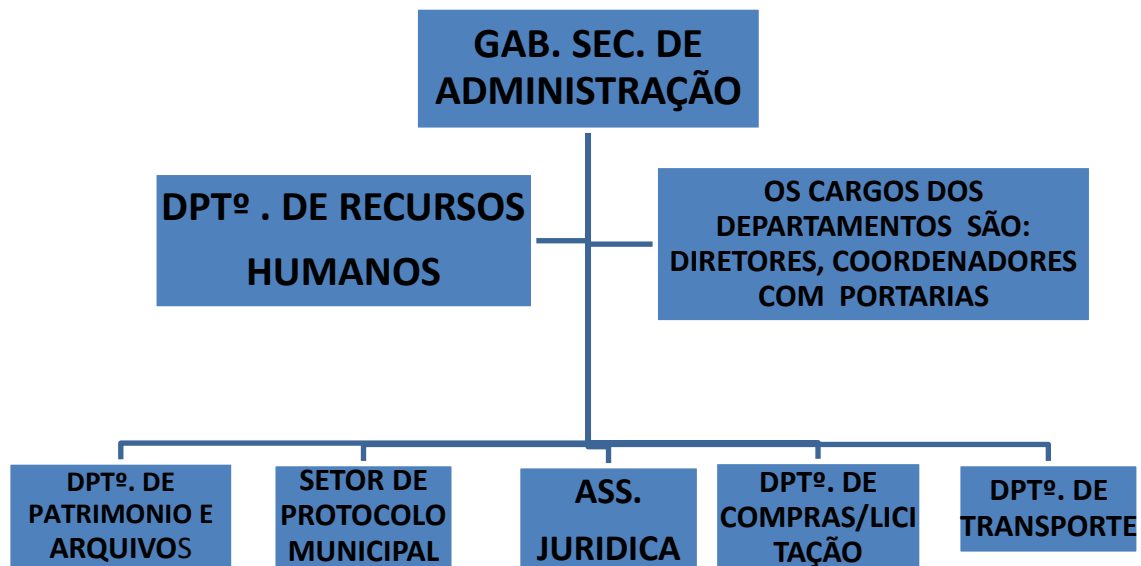 GAB. SEC. DE
ADMINISTRAÇÃO
DPTº . DE RECURSOS
HUMANOS
OS CARGOS DOS
DEPARTAMENTOS SÃO:
DIRETORES, COORDENADORES
COM PORTARIAS
DPTº. DE
PATRIMONIO E
ARQUIVOS
SETOR DE
PROTOCOLO
MUNICIPAL
ASS.
JURIDICA
DPTº. DE
COMPRAS/LICI
TAÇÃO
DPTº. DE
TRANSPORTE